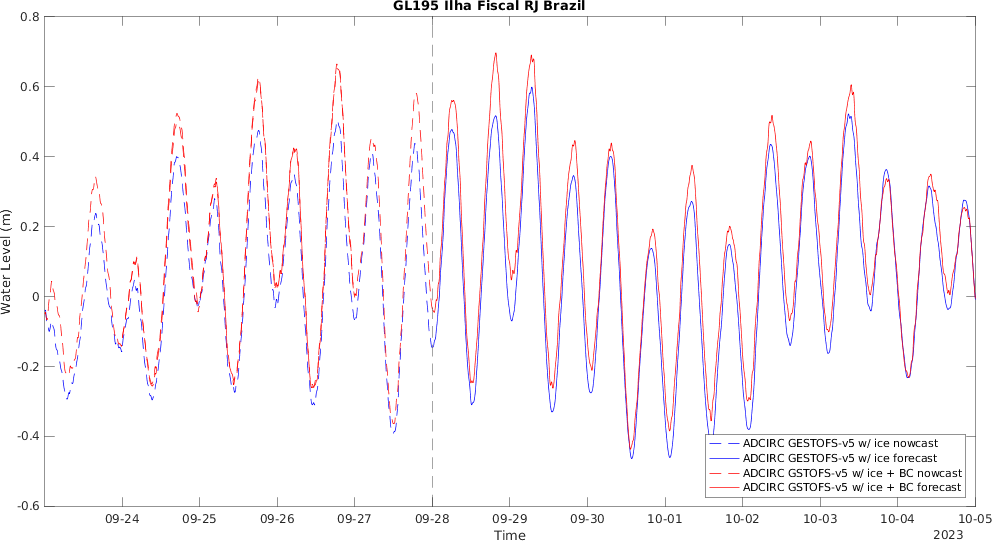 GL195 Ilha Fiscal RJ Brazil
0.8
0.6
0.4
0.2
0
-0.2
-0.4
-0.6
Water Level (m)
ADCIRC GESTOFS-v5 w/ ice nowcast
ADCIRC GESTOFS-v5 w/ ice forecast
ADCIRC GSTOFS-v5 w/ ice + BC nowcast
ADCIRC GSTOFS-v5 w/ ice + BC forecast
09-24 09-25 09-26 09-27 09-28 09-29 09-30 10-01 10-02 10-03 10-04 10-05
Time
2023